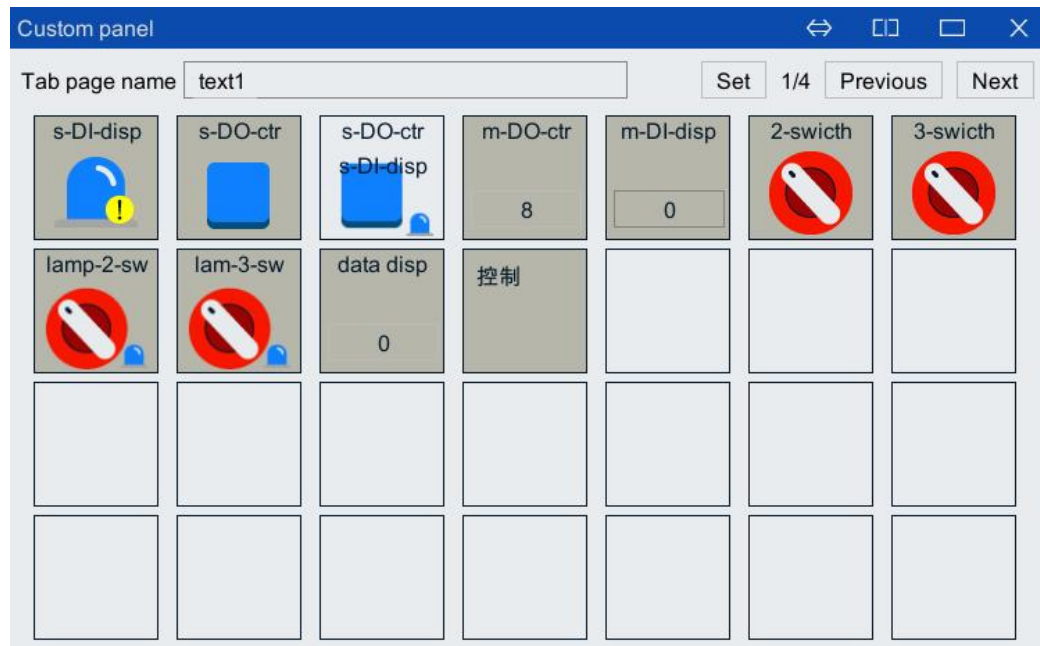 Custom panel
Tab page name text1 Set 1/4 Previous Next
s-DI-disp s-DO-ctr s-DO-ctr m-DO-ctr m-DI-disp 2-swicth 3-swicth
s-DI-disp
!
8 0
lamp-2-sw lam-3-sw data disp 控制
0